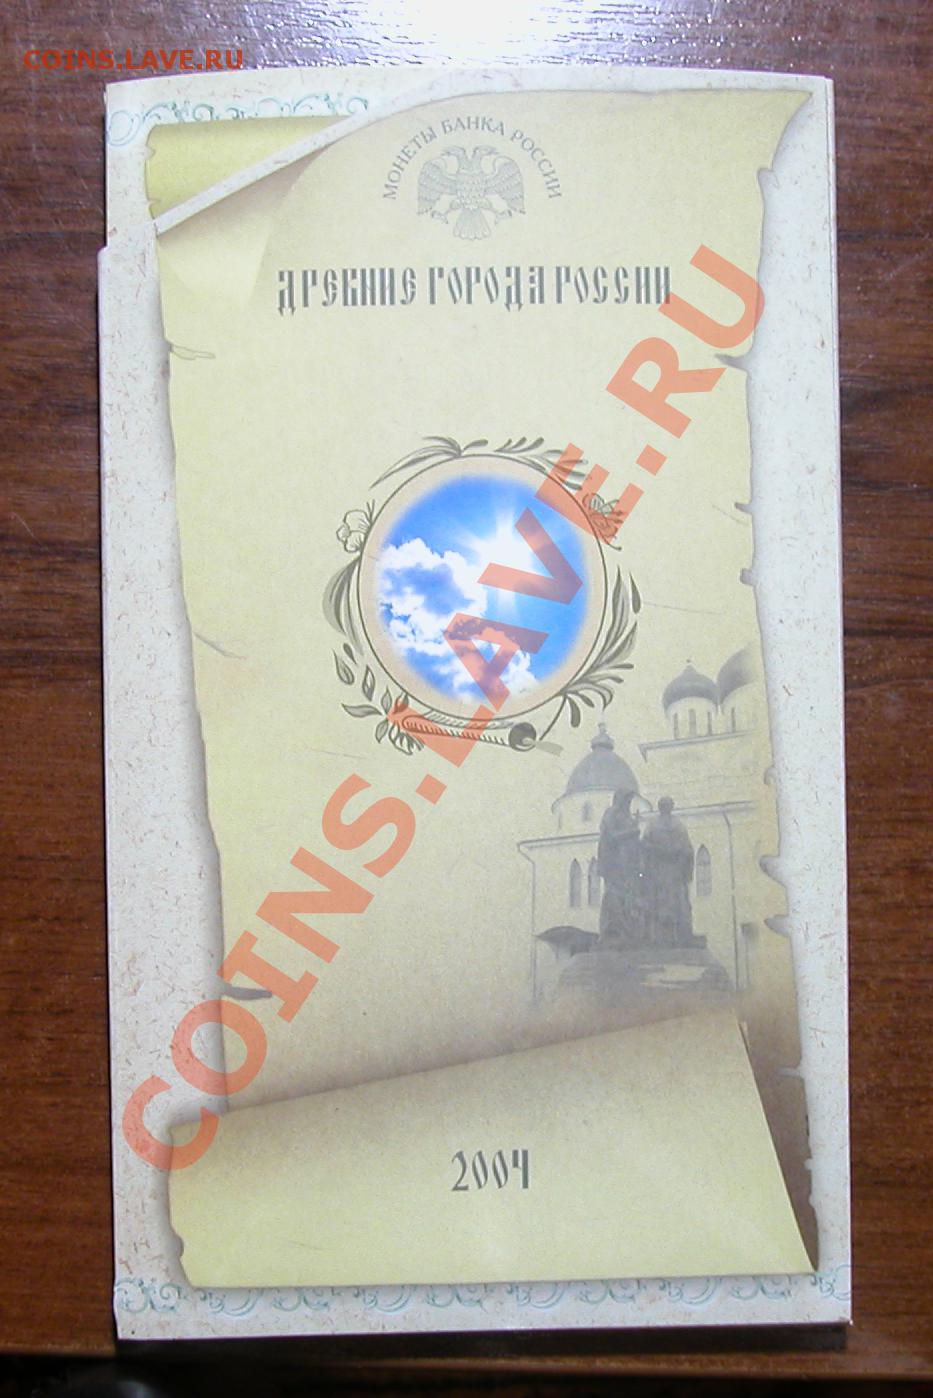 COINS.LAVE.RU
МОНЕТЫ БАНКА РОССИИ
ДРЕВНИЕ ГОРОДА РОССИИ
COINS.LAVE.RU
2004